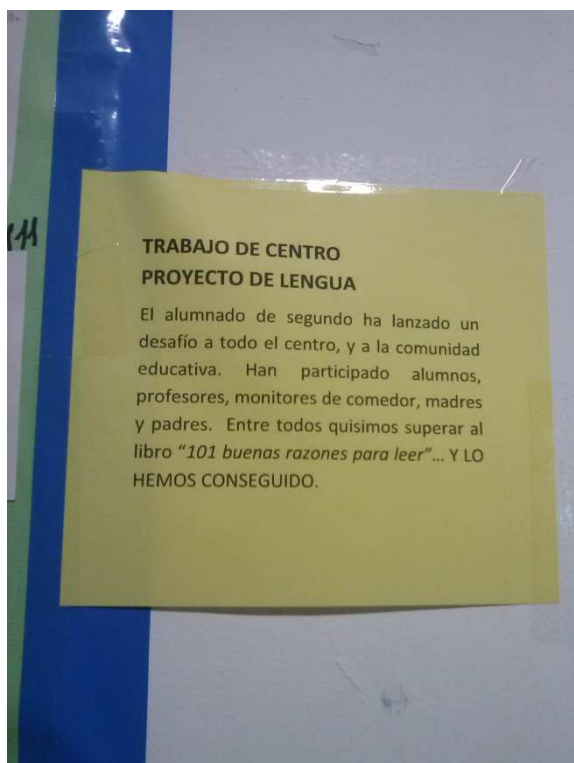 TRABAJO DE CENTRO
PROYECTO DE LENGUA
El alumnado de segundo ha lanzado un
desafío a todo el centro, y a la comunidad
educativa. Han participado alumnos,
profesores, monitores de comedor, madres
y padres. Entre todos quisimos superar al
libro "101 buenas razones para leer"... Y LO
HEMOS CONSEGUIDO.